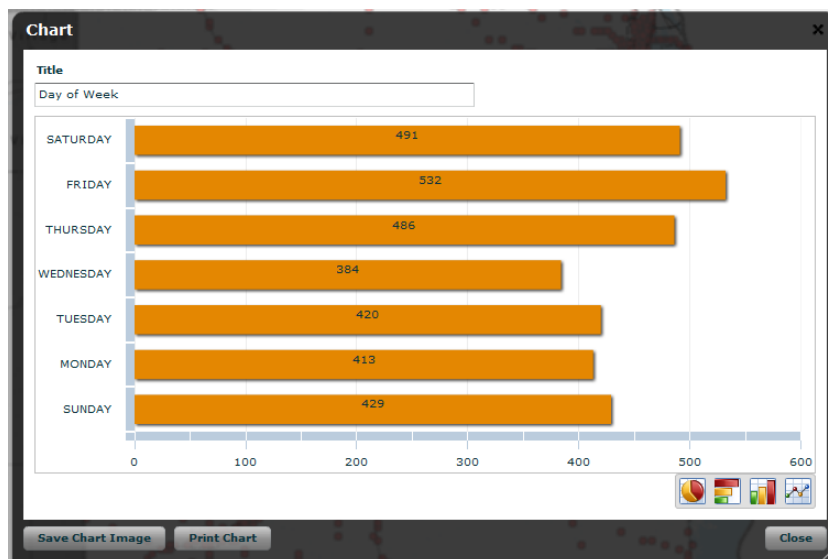 Chart
Title
Day of Week
SATURDAY 491
FRIDAY 532
THURSDAY 486
WEDNESDAY 384
TUESDAY 420
MONDAY 413
SUNDAY 429
0 100 200 300 400 500 600
Save Chart Image Print Chart Close